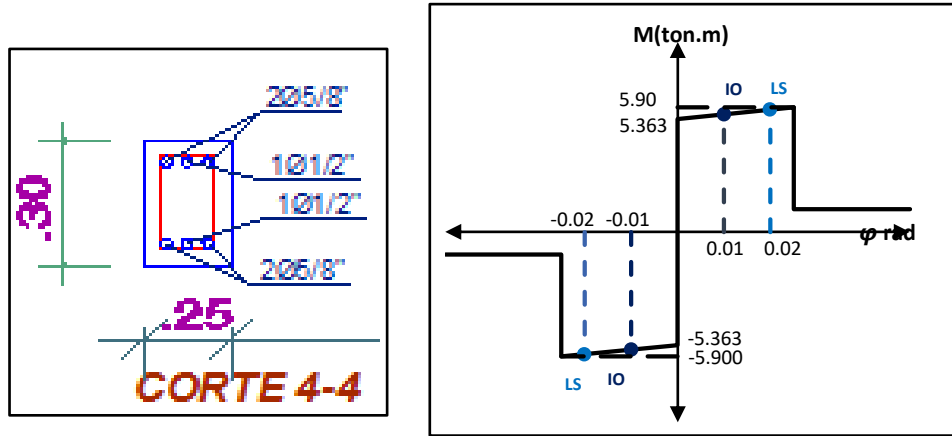 2Ø5/8"
1Ø1/2"
1Ø1/2"
2Ø5/8"
.30
.25
CORTE 4-4
M(ton.m)
IO
LS
5.90
5.363
-0.02
-0.01
0.01
0.02
φ rad
-5.363
-5.900
LS
IO